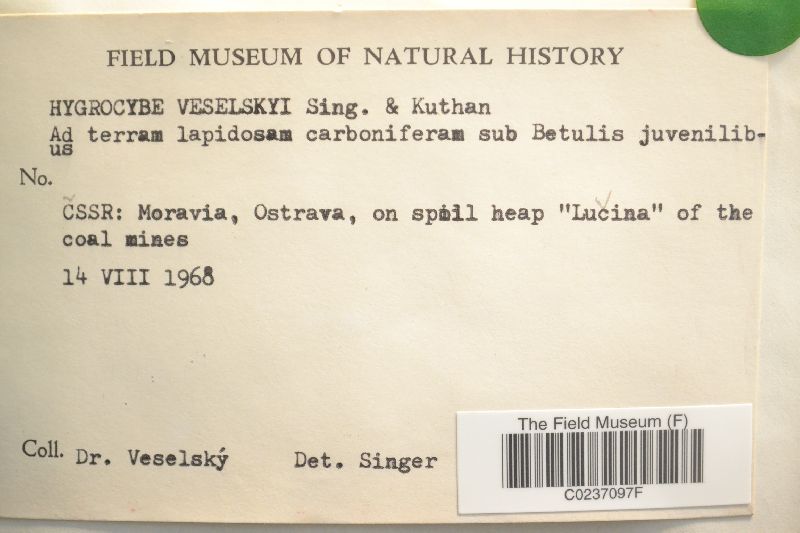 FIELD MUSEUM OF NATURAL HISTORY
HYGROCYBE VESELSKYI Sing. & Kuthan
Ad terram lapidosam carboniferam sub Betulis juvenilib-
us
No.
ČSSR: Moravia, Ostrava, on spoil heap "Lučina" of the
coal mines
14 VIII 1968
Coll. Dr. Veselský Det. Singer
The Field Museum (F)
C0237097F